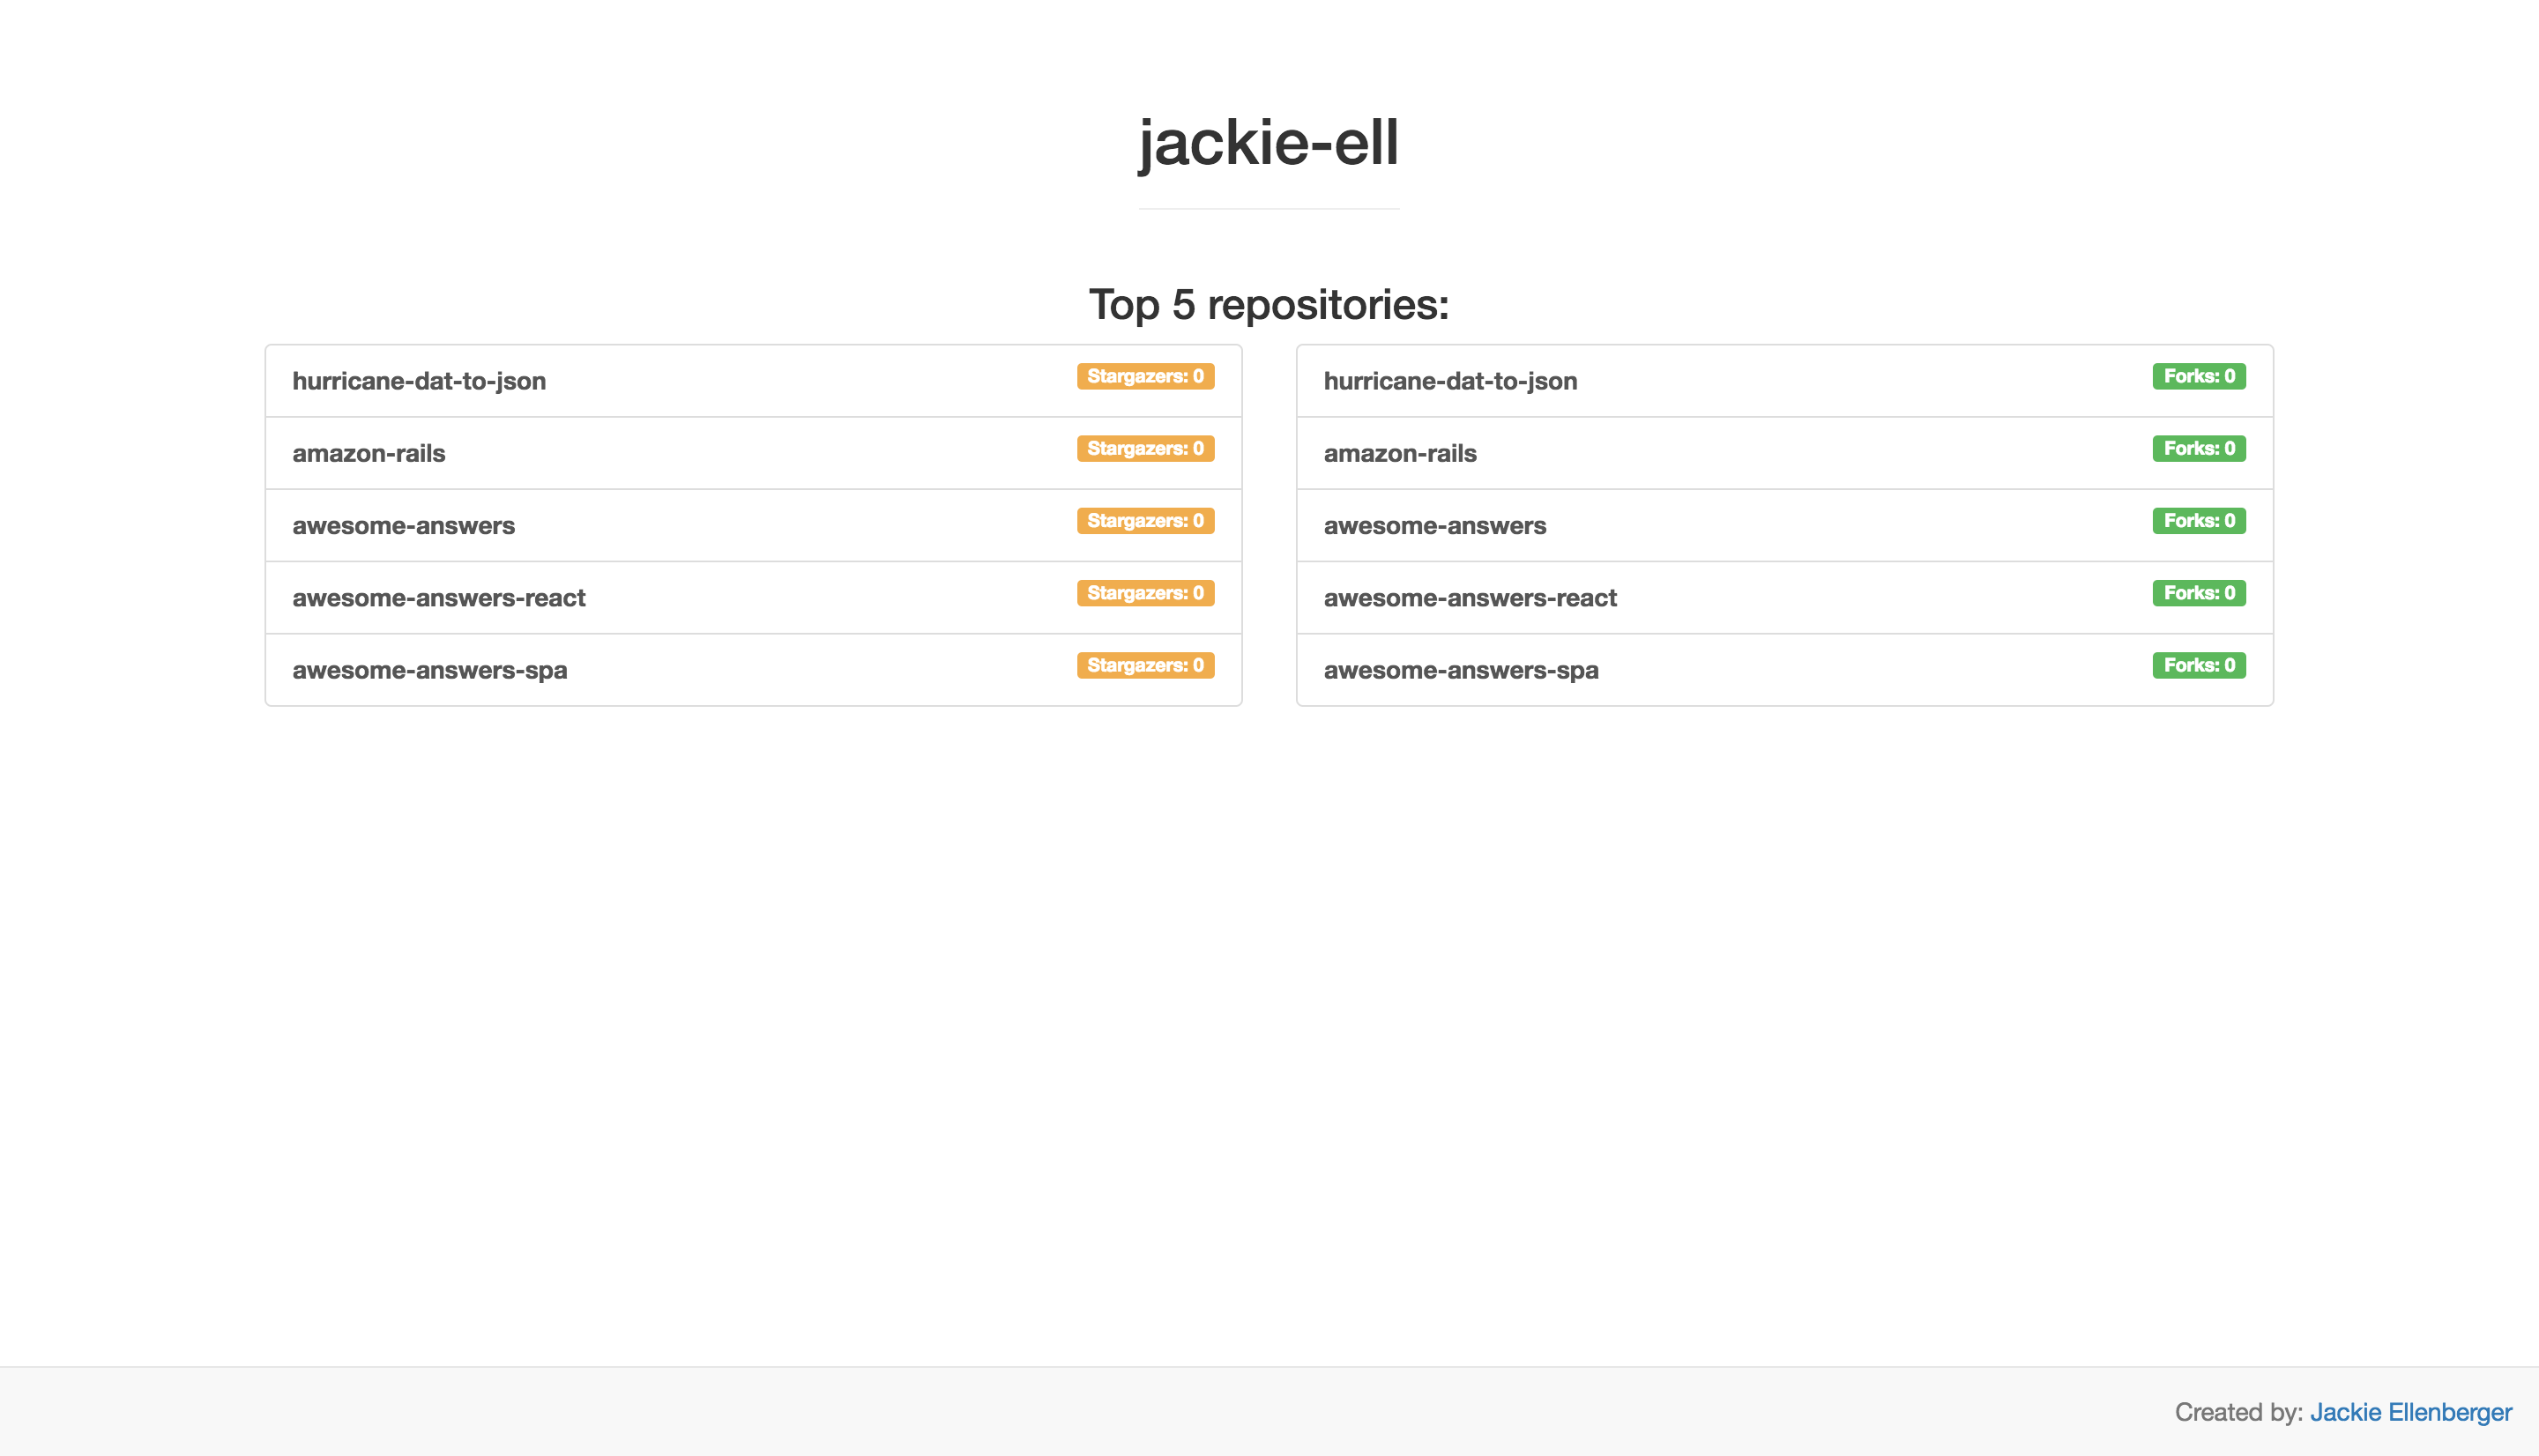 jackie-ell
Top 5 repositories:
hurricane-dat-to-json Stargazers: 0
amazon-rails Stargazers: 0
awesome-answers Stargazers: 0
awesome-answers-react Stargazers: 0
awesome-answers-spa Stargazers: 0
hurricane-dat-to-json Forks: 0
amazon-rails Forks: 0
awesome-answers Forks: 0
awesome-answers-react Forks: 0
awesome-answers-spa Forks: 0
Created by: Jackie Ellenberger